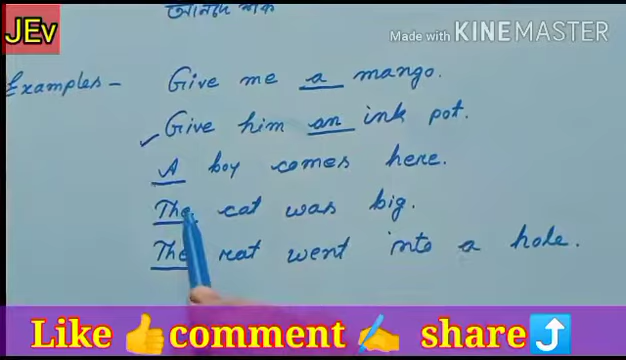 JEv
Made with KINEMASTER
Examples - Give me a mango.
Give him an ink pot.
A boy comes here.
The cat was big.
The rat went into a hole.
Like 👍 comment ✍ share ⤴